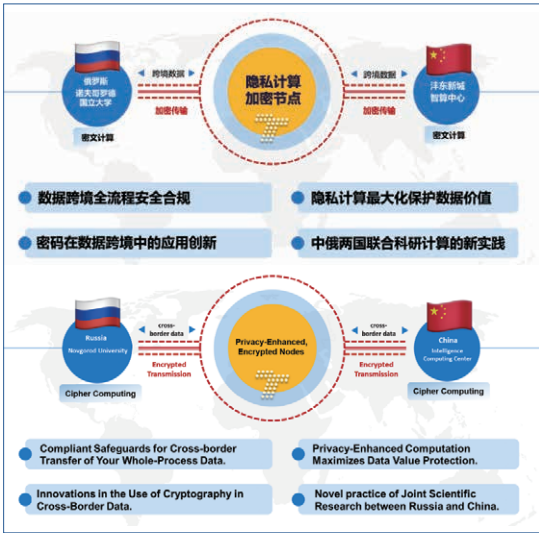 俄罗斯
诺夫哥罗德
国立大学
密文计算
跨境数据
加密传输
隐私计算
加密节点
跨境数据
加密传输
沣东新城
智算中心
密文计算
数据跨境全流程安全合规
隐私计算最大化保护数据价值
密码在数据跨境中的应用创新
中俄两国联合科研计算的新实践
Russia
Novgorod University
Cipher Computing
cross-
border data
Encrypted
Transmission
Privacy-Enhanced,
Encrypted Nodes
cross-
border data
Encrypted
Transmission
China
Intelligence
Computing Center
Cipher Computing
Compliant Safeguards for Cross-border
Transfer of Your Whole-Process Data.
Privacy-Enhanced Computation
Maximizes Data Value Protection.
Innovations in the Use of Cryptography in
Cross-Border Data.
Novel practice of Joint Scientific
Research between Russia and China.